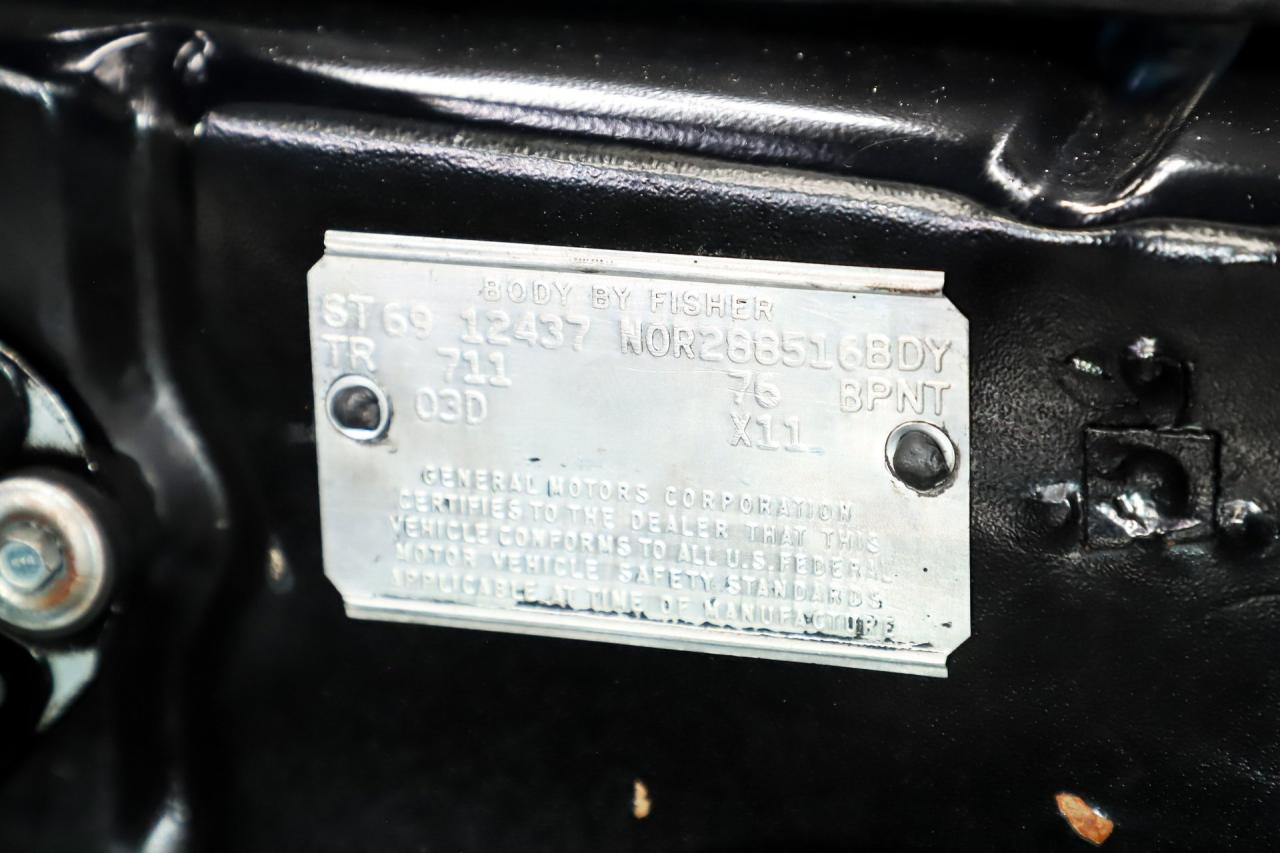 BODY BY FISHER
ST 69 12437 NOR288516BDY
TR 711 76 BPNT
03D X11
GENERAL MOTORS CORPORATION
CERTIFIES TO THE DEALER THAT THIS
VEHICLE CONFORMS TO ALL U.S. FEDERAL
MOTOR VEHICLE SAFETY STANDARDS
APPLICABLE AT TIME OF MANUFACTURE